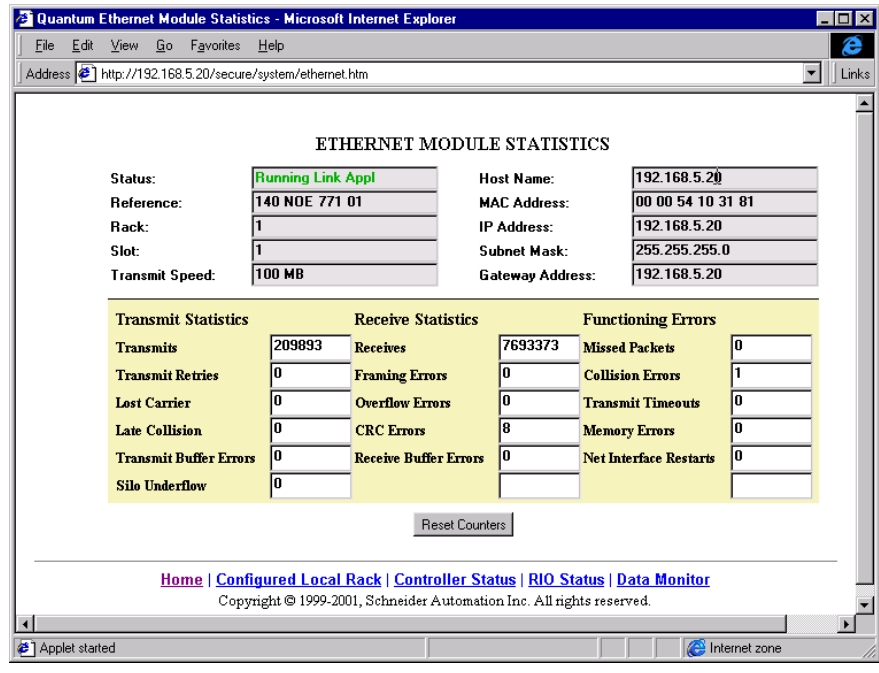 Quantum Ethernet Module Statistics - Microsoft Internet Explorer
File Edit View Go Favorites Help
Address http://192.168.5.20/secure/system/ethernet.htm Links
ETHERNET MODULE STATISTICS
Status: Running Link Appl Host Name: 192.168.5.20
Reference: 140 NOE 771 01 MAC Address: 00 00 54 10 31 81
Rack: 1 IP Address: 192.168.5.20
Slot: 1 Subnet Mask: 255.255.255.0
Transmit Speed: 100 MB Gateway Address: 192.168.5.20
Transmit Statistics Receive Statistics Functioning Errors
Transmits 209893 Receives 7693373 Missed Packets 0
Transmit Retries 0 Framing Errors 0 Collision Errors 1
Lost Carrier 0 Overflow Errors 0 Transmit Timeouts 0
Late Collision 0 CRC Errors 8 Memory Errors 0
Transmit Buffer Errors 0 Receive Buffer Errors 0 Net Interface Restarts 0
Silo Underflow 0
Reset Counters
Home | Configured Local Rack | Controller Status | RIO Status | Data Monitor
Copyright © 1999-2001, Schneider Automation Inc. All rights reserved.
Applet started Internet zone